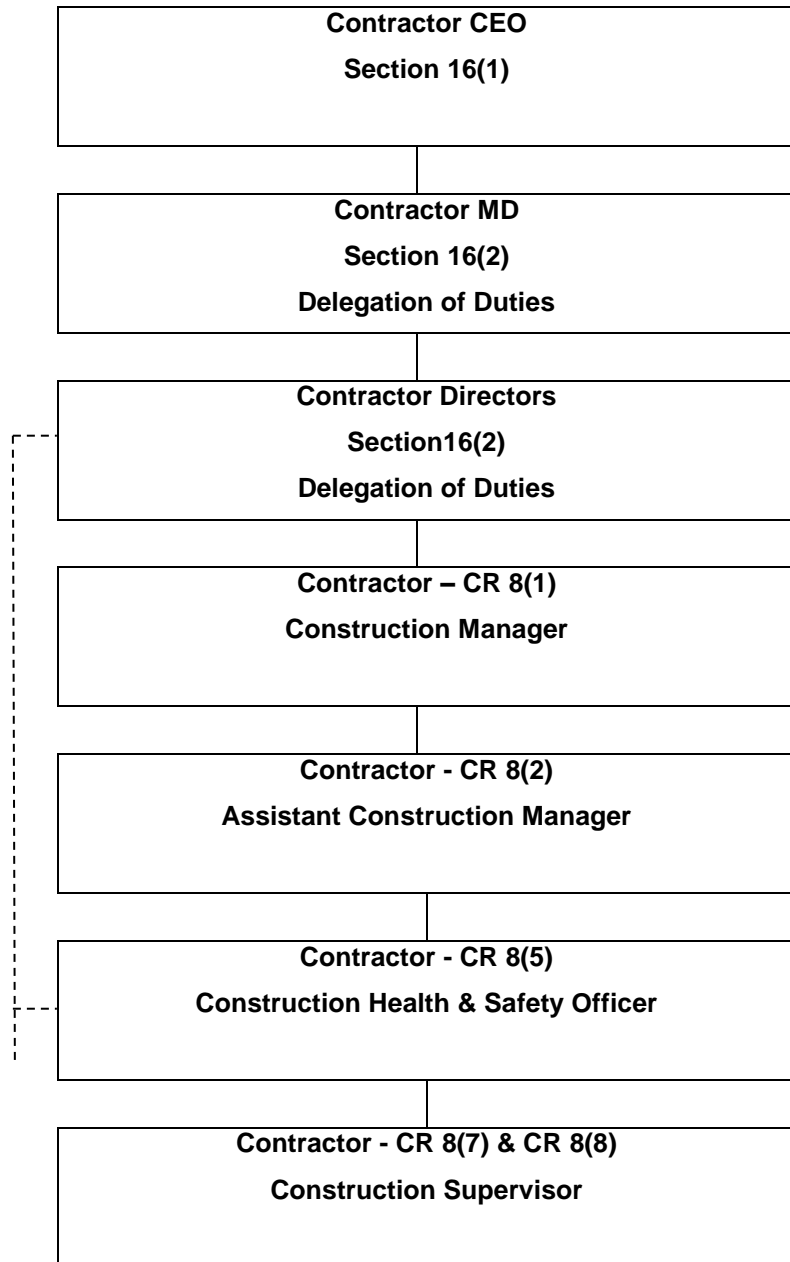 Contractor CEO
Section 16(1)
Contractor MD
Section 16(2)
Delegation of Duties
Contractor Directors
Section16(2)
Delegation of Duties
Contractor – CR 8(1)
Construction Manager
Contractor - CR 8(2)
Assistant Construction Manager
Contractor - CR 8(5)
Construction Health & Safety Officer
Contractor - CR 8(7) & CR 8(8)
Construction Supervisor